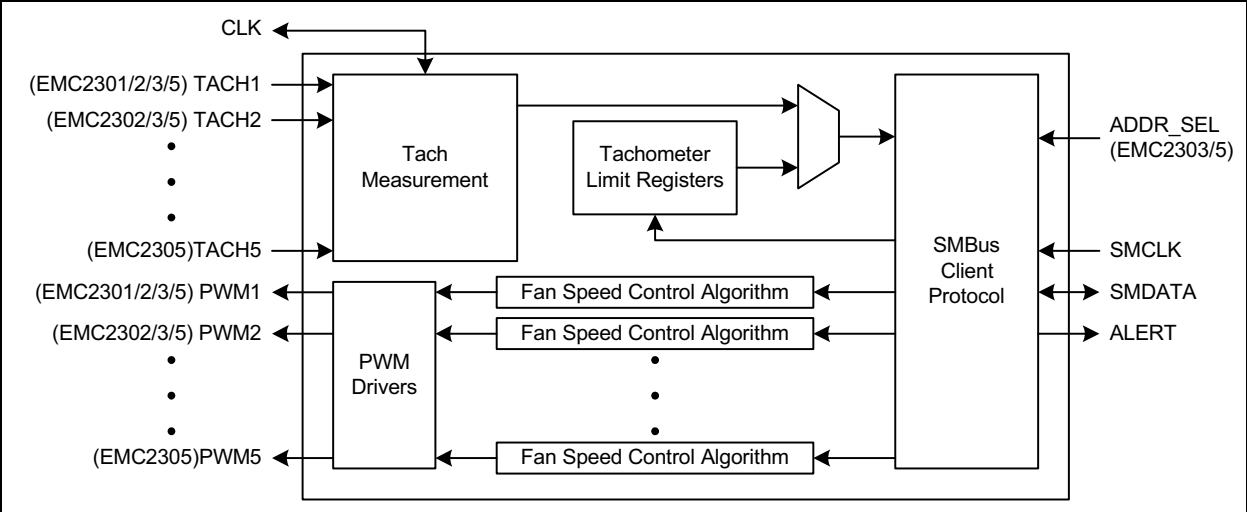 CLK
(EMC2301/2/3/5) TACH1
(EMC2302/3/5) TACH2
(EMC2305)TACH5
Tach
Measurement
Tachometer
Limit Registers
SMBus
Client
Protocol
ADDR_SEL
(EMC2303/5)
SMCLK
SMDATA
ALERT
(EMC2301/2/3/5) PWM1
(EMC2302/3/5) PWM2
(EMC2305)PWM5
PWM
Drivers
Fan Speed Control Algorithm
Fan Speed Control Algorithm
Fan Speed Control Algorithm